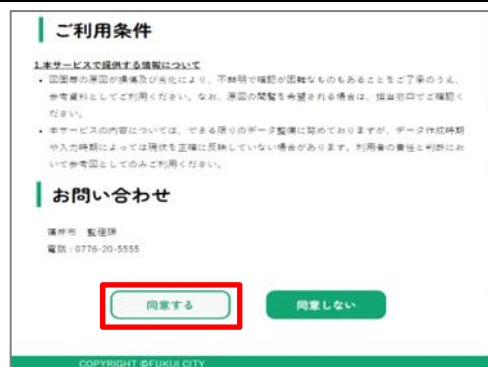 ご利用条件
1.本サービスで提供する情報について
• 図面等の原図が損傷及び劣化により、不鮮明で確認が困難なものもあることをご了承のうえ、
参考資料としてご利用ください。なお、原図の閲覧を希望される場合は、担当窓口でご確認く
ださい。
• 本サービスの内容については、できる限りのデータ整備に努めておりますが、データ作成時期
や入力時期によっては現状を正確に反映していない場合があります。利用者の責任と判断にお
いて参考図としてのみご利用ください。
お問い合わせ
福井市 監理課
電話:0776-20-5555
同意する
同意しない
COPYRIGHT ©FUKUI CITY